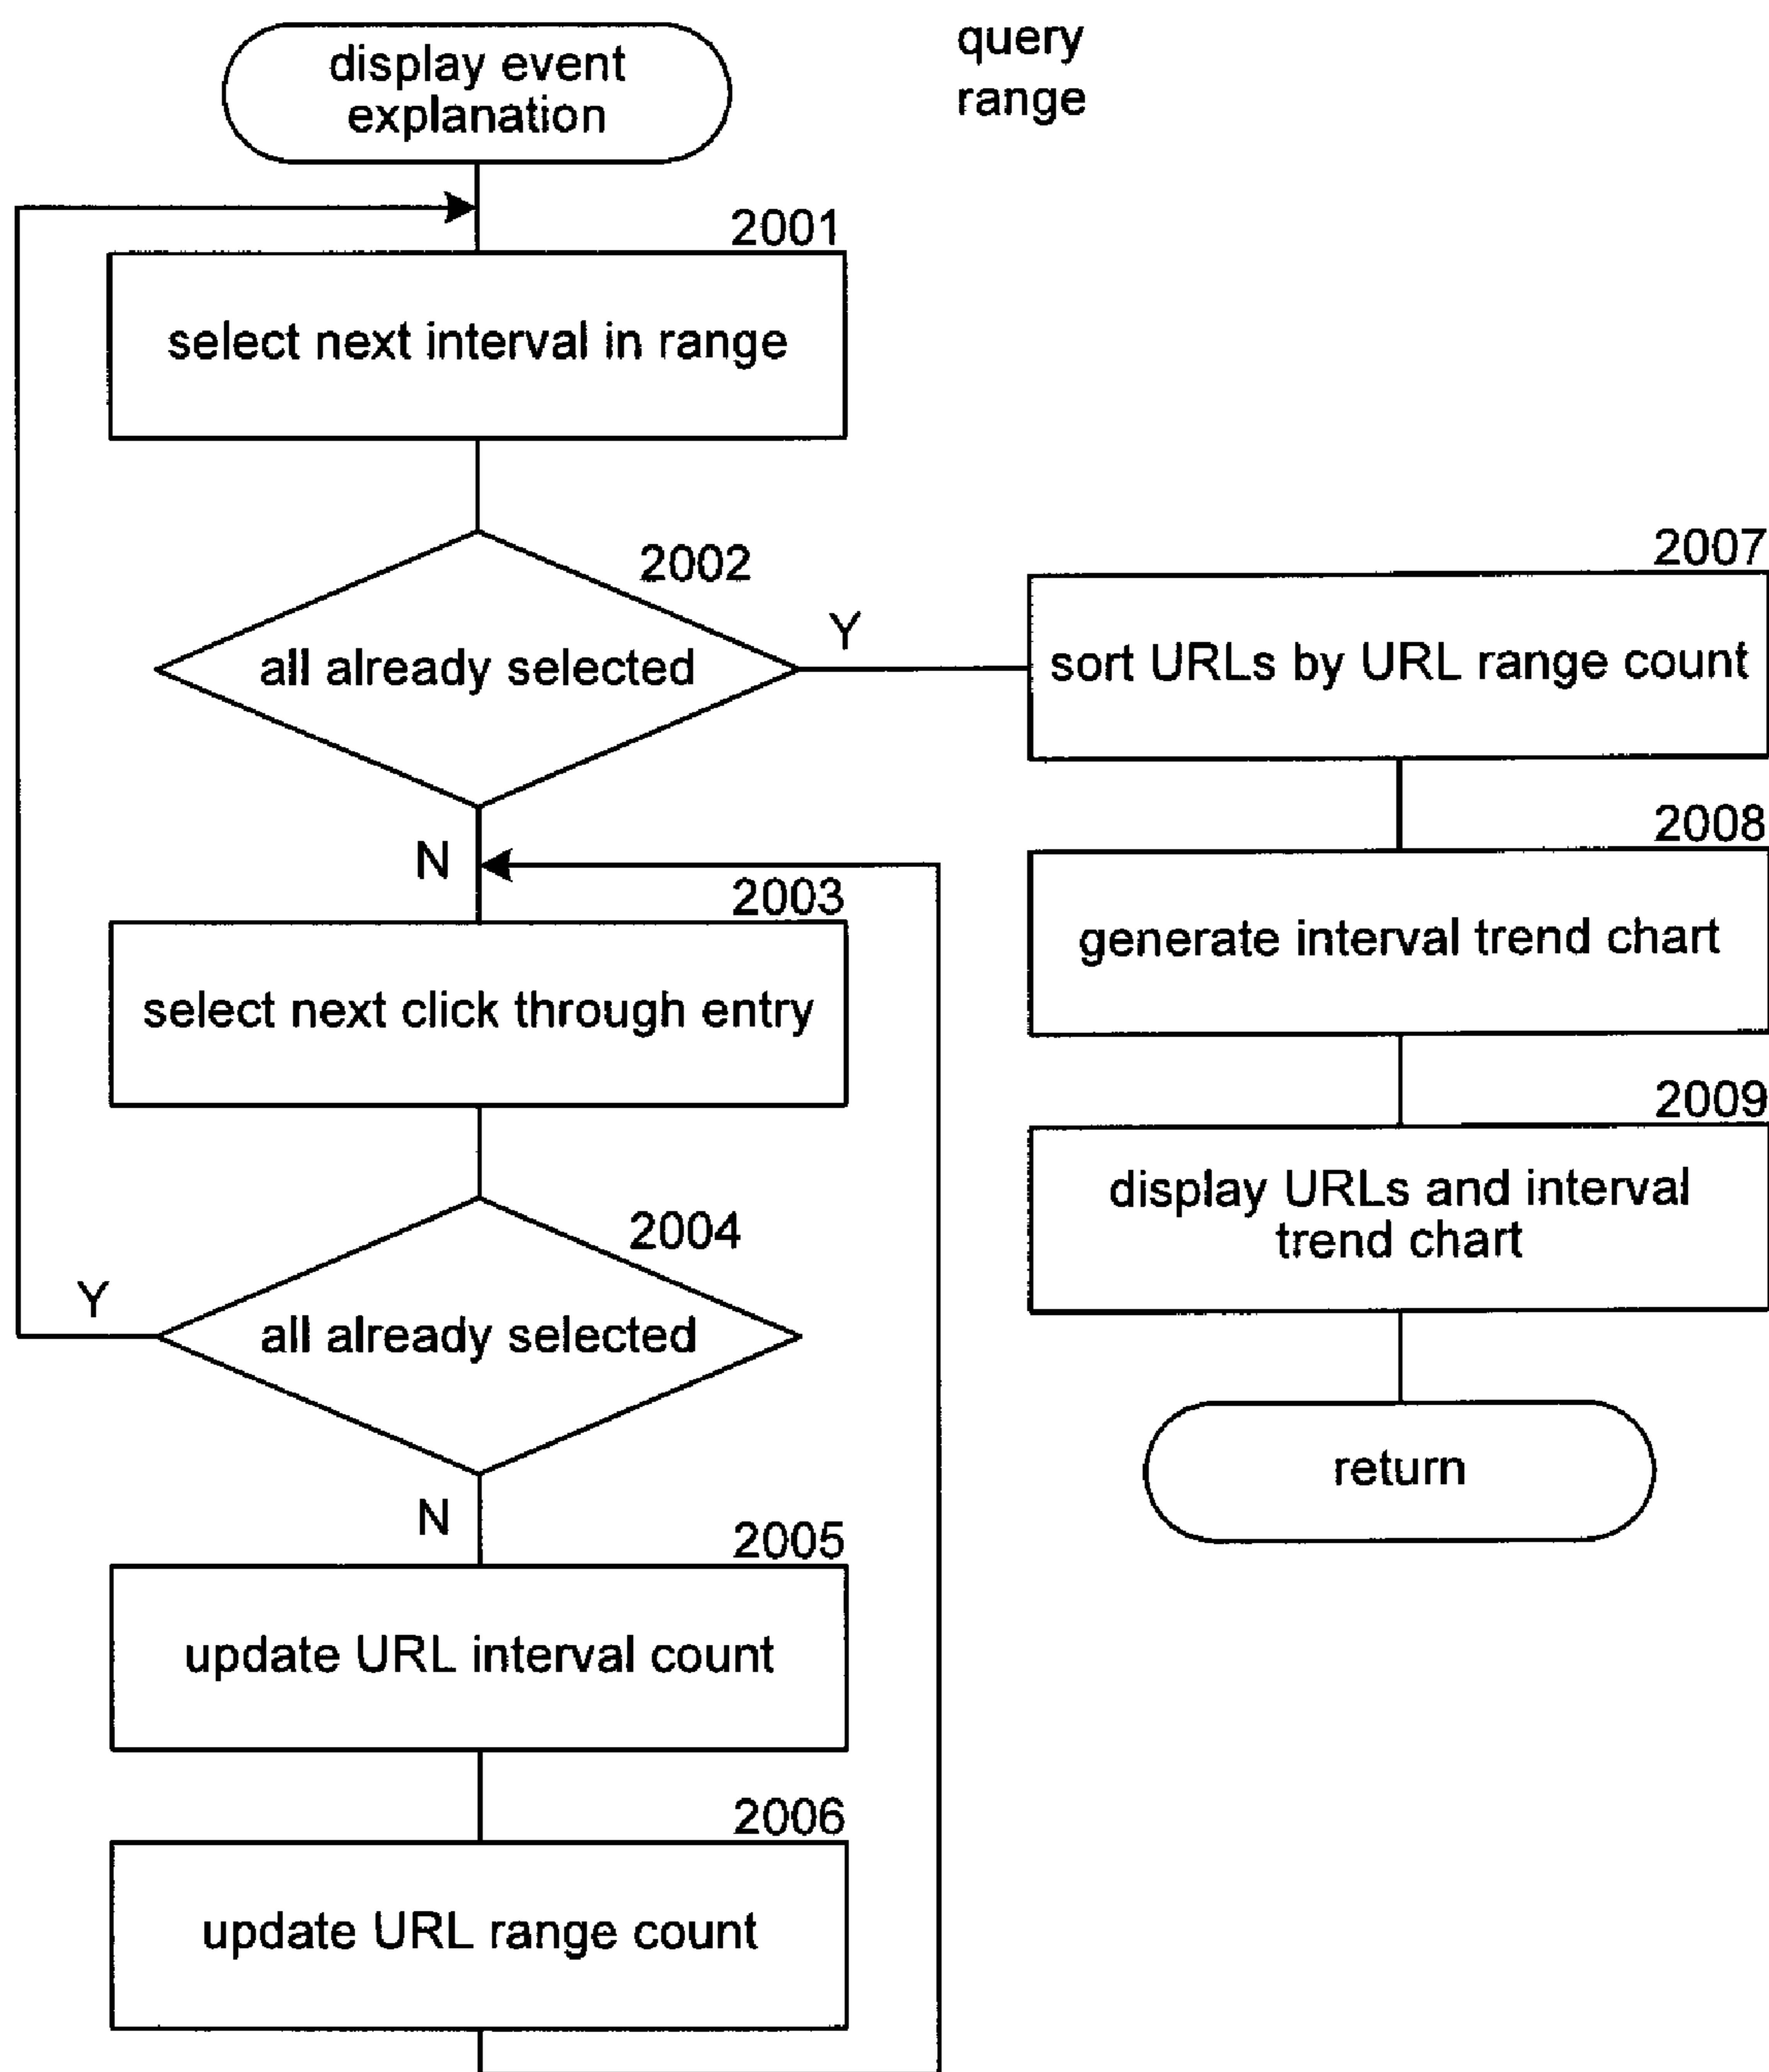 display event
explanation
query
range
2001
select next interval in range
2002
all already selected
Y
N
2003
select next click through entry
2004
all already selected
Y
N
2005
update URL interval count
2006
update URL range count
2007
sort URLs by URL range count
2008
generate interval trend chart
2009
display URLs and interval
trend chart
return